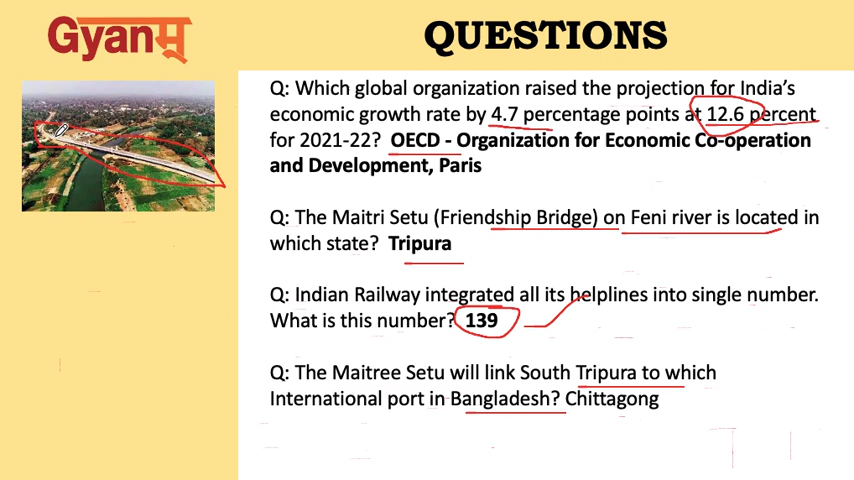 Gyanम्
QUESTIONS
Q: Which global organization raised the projection for India's
economic growth rate by 4.7 percentage points at 12.6 percent
for 2021-22? OECD - Organization for Economic Co-operation
and Development, Paris
Q: The Maitri Setu (Friendship Bridge) on Feni river is located in
which state? Tripura
Q: Indian Railway integrated all its helplines into single number.
What is this number? 139
Q: The Maitree Setu will link South Tripura to which
International port in Bangladesh? Chittagong